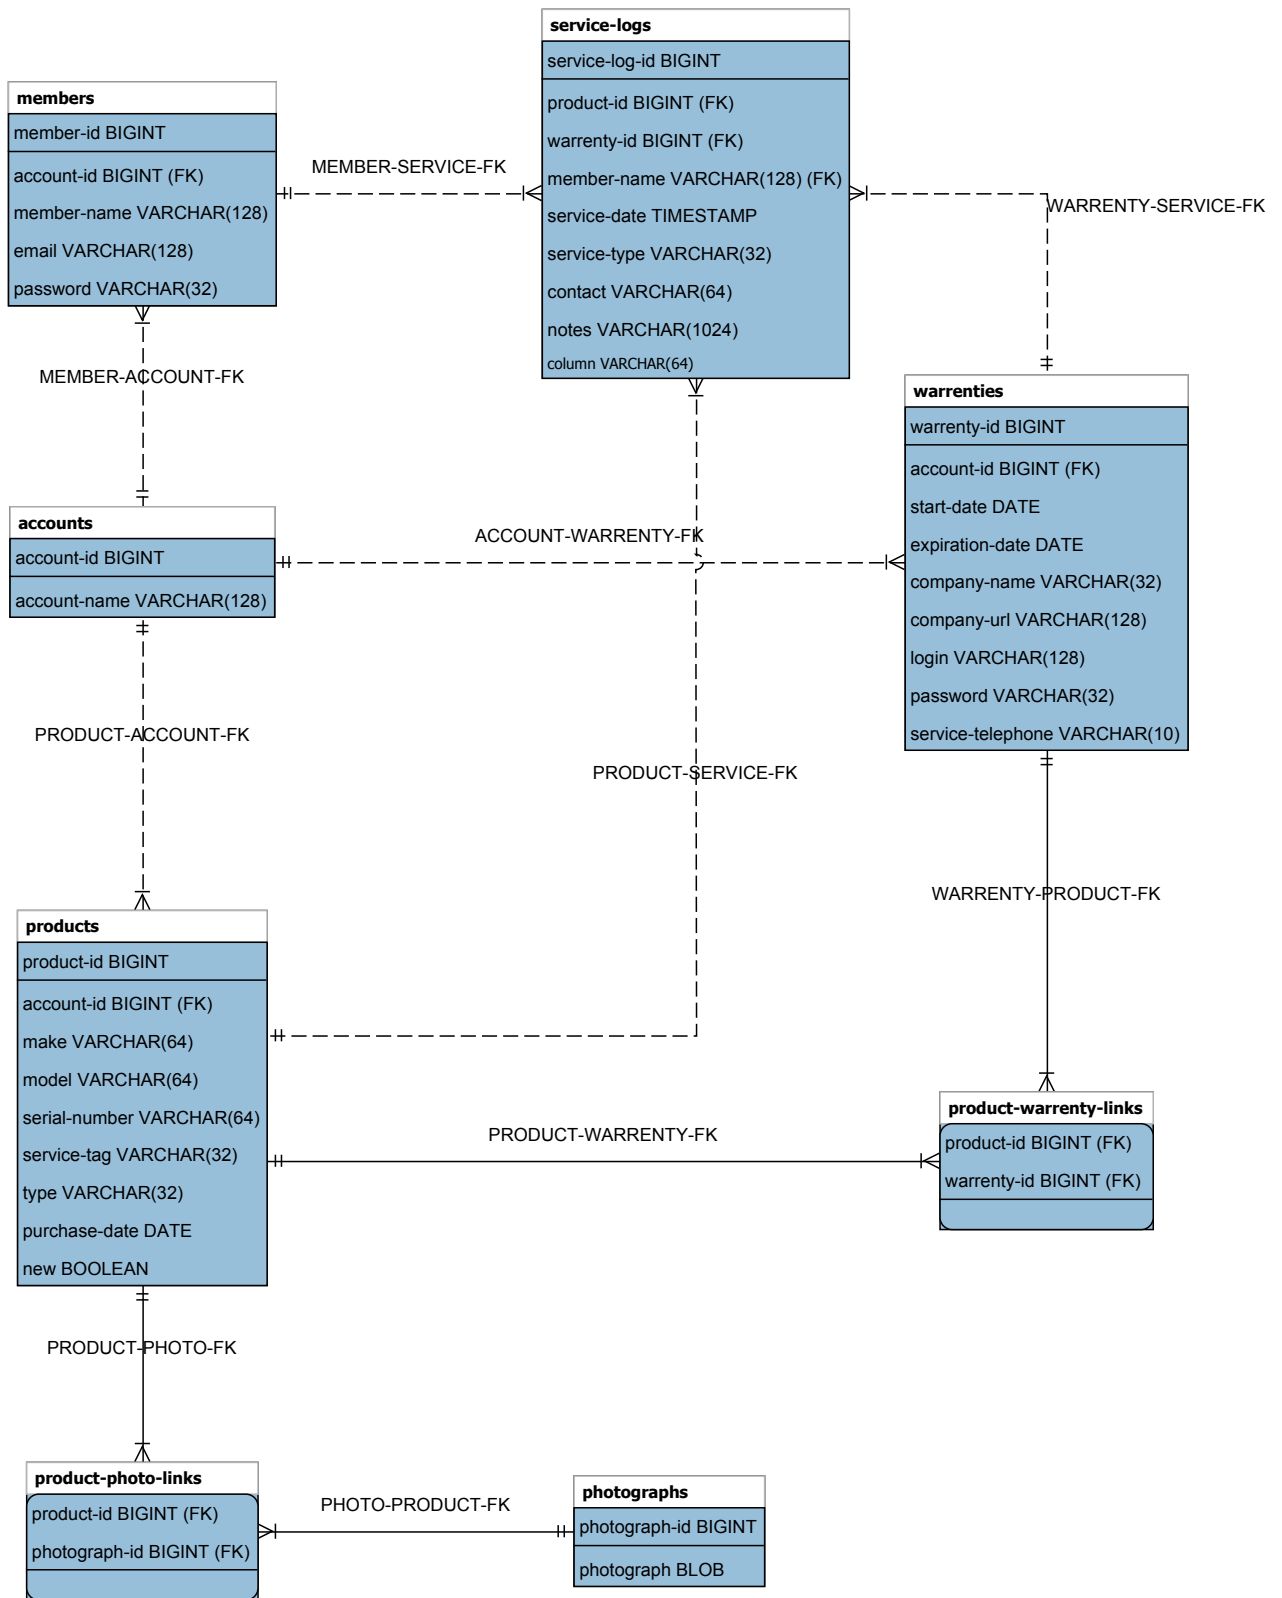 service-logs
service-log-id BIGINT
product-id BIGINT (FK)
warrenty-id BIGINT (FK)
member-name VARCHAR(128) (FK)
service-date TIMESTAMP
service-type VARCHAR(32)
contact VARCHAR(64)
notes VARCHAR(1024)
column VARCHAR(64)
members
member-id BIGINT
account-id BIGINT (FK)
member-name VARCHAR(128)
email VARCHAR(128)
password VARCHAR(32)
MEMBER-SERVICE-FK
WARRENTY-SERVICE-FK
MEMBER-ACCOUNT-FK
warrenties
warrenty-id BIGINT
account-id BIGINT (FK)
start-date DATE
expiration-date DATE
company-name VARCHAR(32)
company-url VARCHAR(128)
login VARCHAR(128)
password VARCHAR(32)
service-telephone VARCHAR(10)
accounts
account-id BIGINT
account-name VARCHAR(128)
ACCOUNT-WARRENTY-FK
PRODUCT-ACCOUNT-FK
PRODUCT-SERVICE-FK
WARRENTY-PRODUCT-FK
products
product-id BIGINT
account-id BIGINT (FK)
make VARCHAR(64)
model VARCHAR(64)
serial-number VARCHAR(64)
service-tag VARCHAR(32)
type VARCHAR(32)
purchase-date DATE
new BOOLEAN
PRODUCT-WARRENTY-FK
product-warrenty-links
product-id BIGINT (FK)
warrenty-id BIGINT (FK)
PRODUCT-PHOTO-FK
product-photo-links
product-id BIGINT (FK)
photograph-id BIGINT (FK)
PHOTO-PRODUCT-FK
photographs
photograph-id BIGINT
photograph BLOB